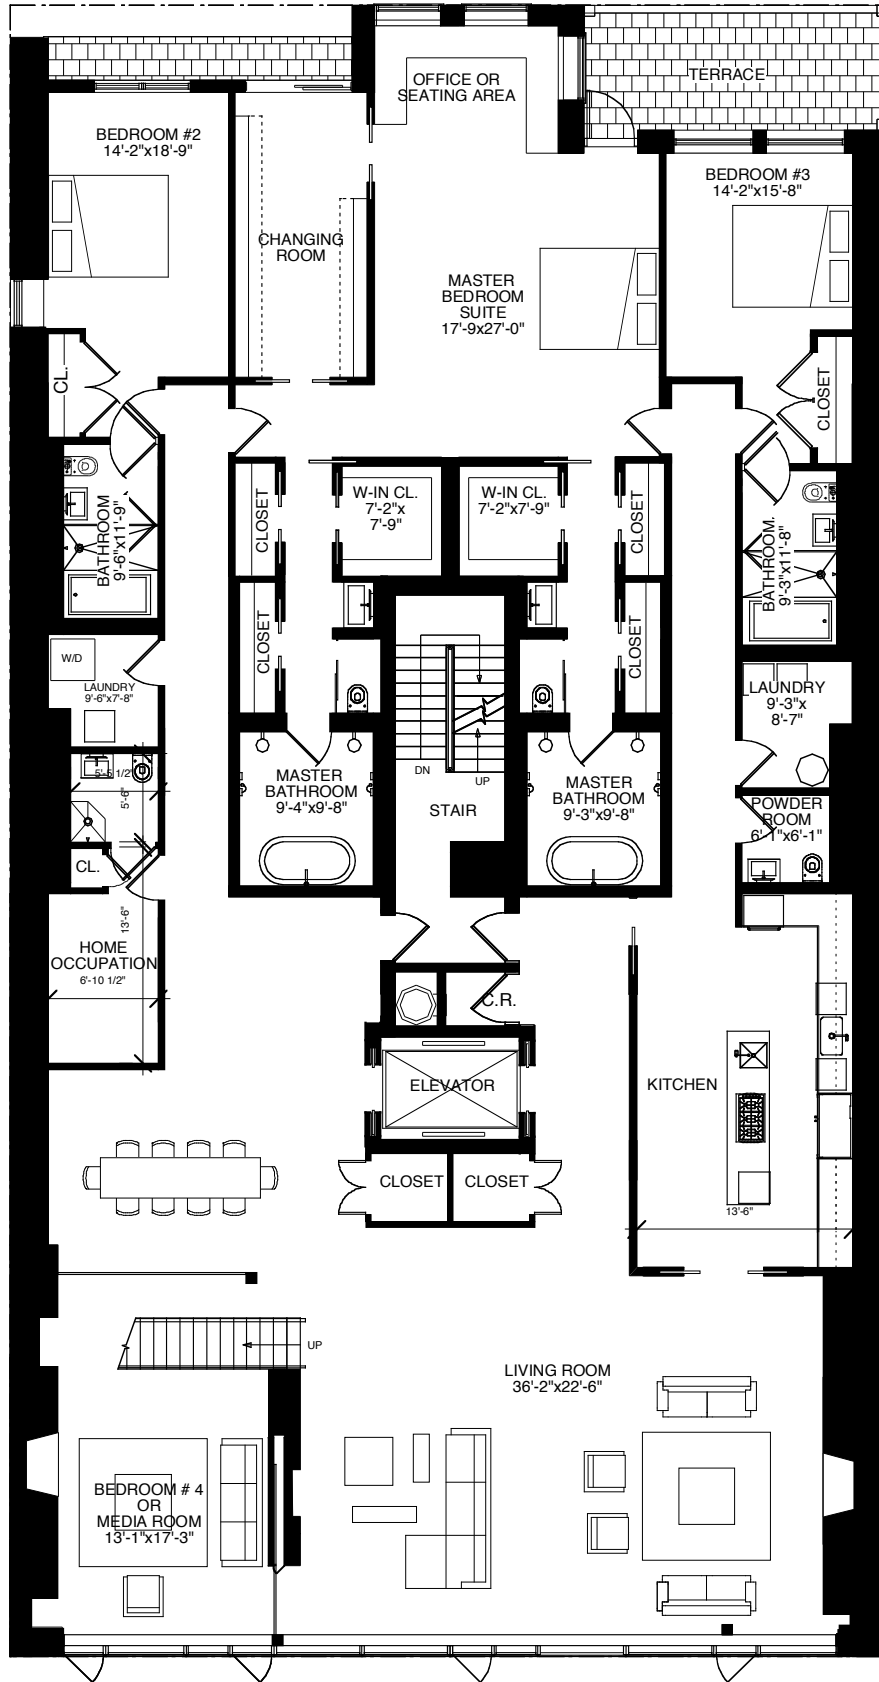 OFFICE OR
SEATING AREA
TERRACE
BEDROOM #2
14'-2"x18'-9"
BEDROOM #3
14'-2"x15'-8"
CHANGING
ROOM
MASTER
BEDROOM
SUITE
17'-9x27'-0"
CL.
CLOSET
CLOSET
W-IN CL.
7'-2"x
7'-9"
W-IN CL.
7'-2"x7'-9"
CLOSET
BATHROOM
9'-6"x11'-9"
BATHROOM.
9'-3"x11'-8"
CLOSET
CLOSET
W/D
LAUNDRY
9'-6"x7'-8"
LAUNDRY
9'-3"x
8'-7"
5'-5 1/2"
5'-6"
DN
UP
MASTER
BATHROOM
9'-4"x9'-8"
STAIR
MASTER
BATHROOM
9'-3"x9'-8"
POWDER
ROOM
6'-1"x6'-1"
CL.
13'-6"
HOME
OCCUPATION
6'-10 1/2"
C.R.
ELEVATOR
KITCHEN
CLOSET
CLOSET
13'-6"
UP
LIVING ROOM
36'-2"x22'-6"
BEDROOM # 4
OR
MEDIA ROOM
13'-1"x17'-3"